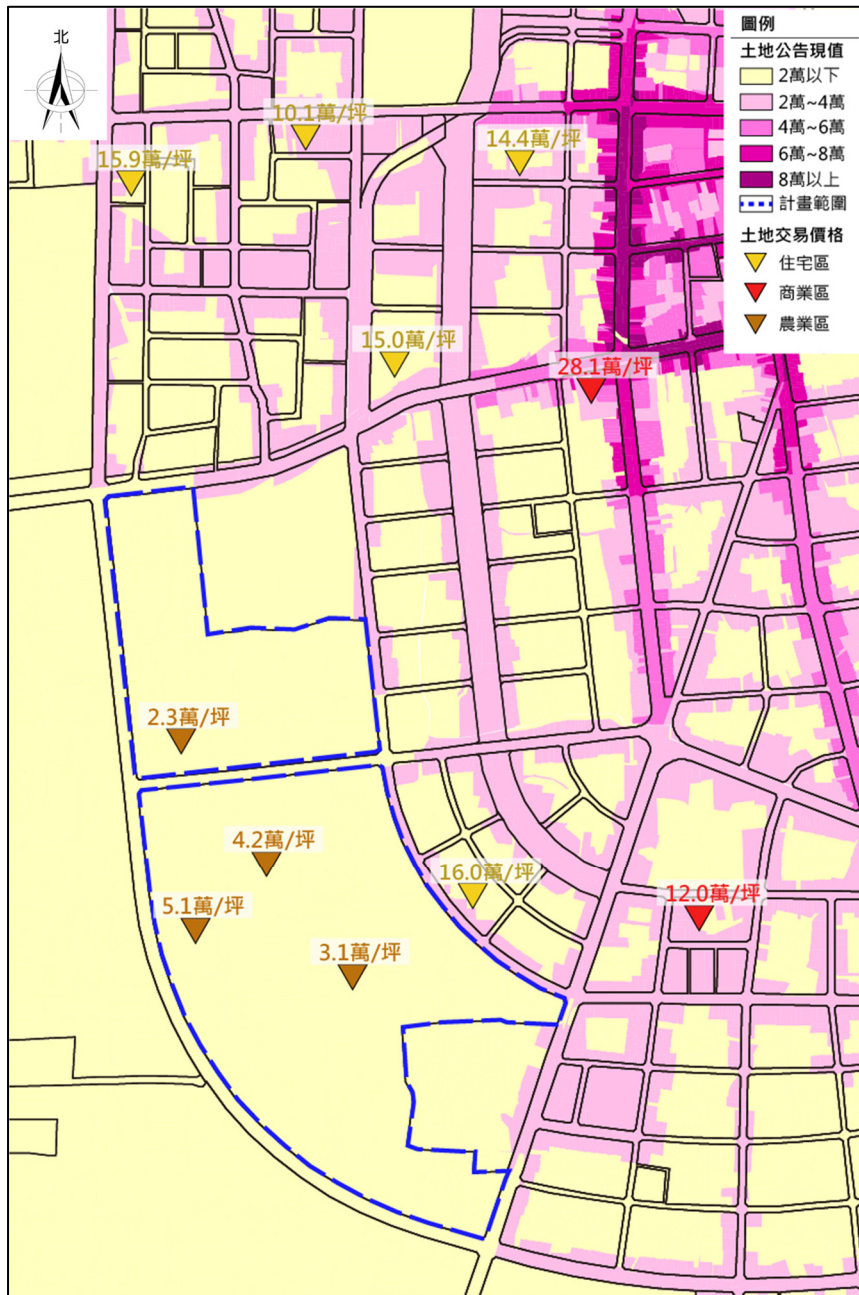 北
圖例
土地公告現值
2萬以下
2萬~4萬
4萬~6萬
6萬~8萬
8萬以上
計畫範圍
土地交易價格
住宅區
商業區
農業區
10.1萬/坪
14.4萬/坪
15.9萬/坪
15.0萬/坪
28.1萬/坪
2.3萬/坪
4.2萬/坪
16.0萬/坪
12.0萬/坪
5.1萬/坪
3.1萬/坪